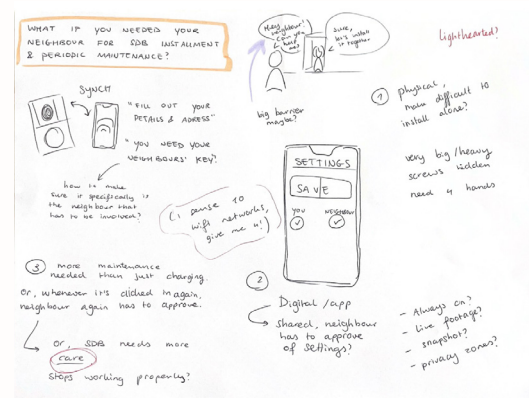 WHAT IF YOU NEEDED YOUR
NEIGHBOUR FOR SDB INSTALLMENT
& PERIODIC MAINTENANCE?
Hey neighbour!
can you
help
me?
Sure,
let's install
it together
lighthearted?
big barrier
maybe?
SYNCH
"FILL OUT YOUR
DETAILS & ADRESS"
"YOU NEED YOUR
NEIGHBOURS' KEY".
how to make
sure it specifically is
the neighbour that
has to be involved?
1
physical,
make difficult to
install alone?
very big/heavy
screws hidden
need 4 hands
(i sense 10
wifi networks,
give me 4!)
SETTINGS
SAVE
YOU
NEIGHBOUR
2
Digital/app
shared, neighbour
has to approve
of settings?
- Always on?
- live footage?
- snapshot?
- privacy zones?
3
more maintenance
needed than just charging.
Or, whenever it's clicked in again,
neighbour again has to approve.
Or, SDB needs more
care
stops working properly?